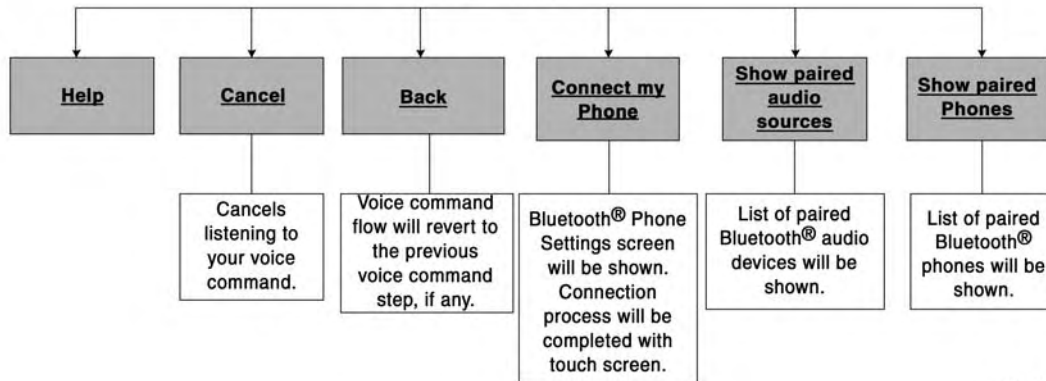 Help
Cancel
Back
Connect my
Phone
Show paired
audio
sources
Show paired
Phones
Cancels
listening to
your voice
command.
Voice command
flow will revert to
the previous
voice command
step, if any.
Bluetooth® Phone
Settings screen
will be shown.
Connection
process will be
completed with
touch screen.
List of paired
Bluetooth® audio
devices will be
shown.
List of paired
Bluetooth®
phones will be
shown.